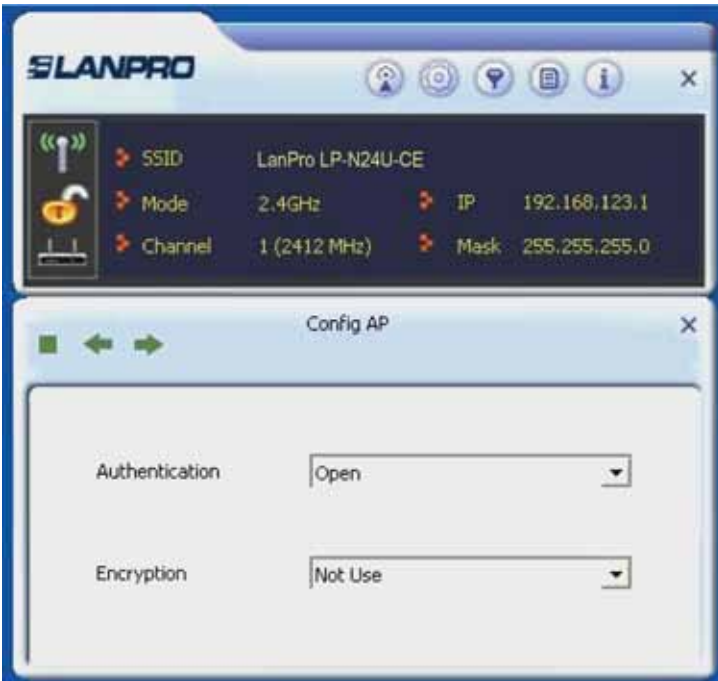 LANPRO
SSID LanPro LP-N24U-CE
Mode 2.4GHz IP 192.168.123.1
Channel 1 (2412 MHz) Mask 255.255.255.0
Config AP
Authentication Open
Encryption Not Use